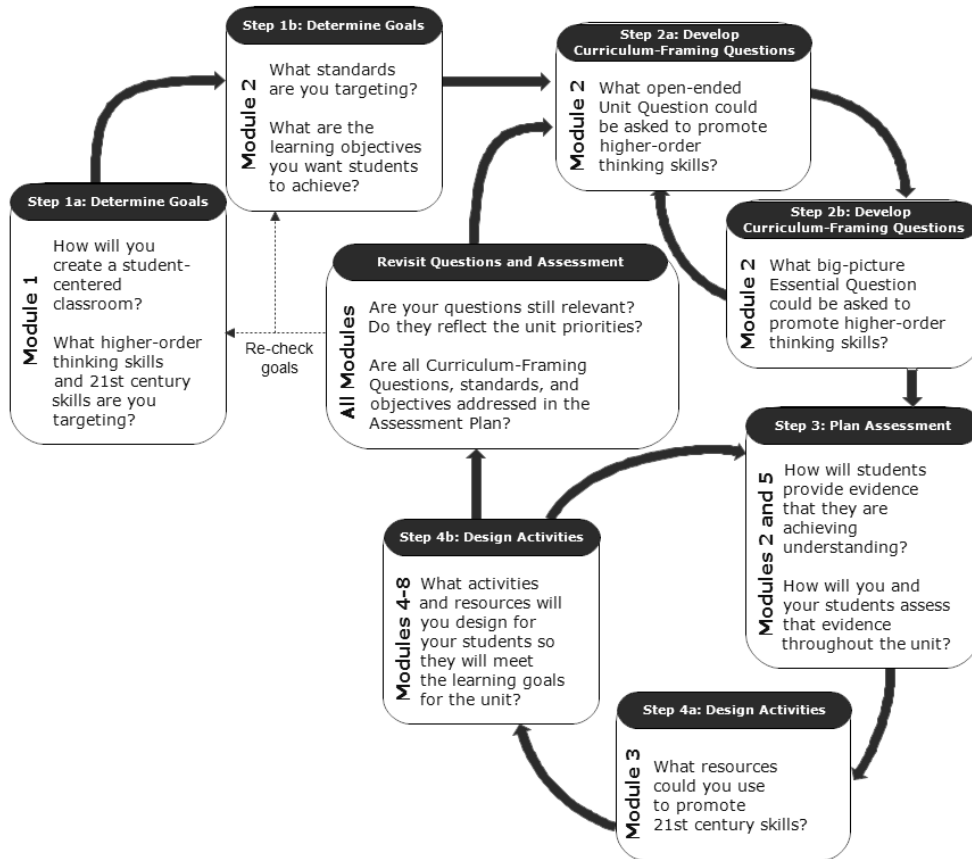 Step 1b: Determine Goals
Module 2
What standards
are you targeting?
What are the
learning objectives
you want students
to achieve?
Step 2a: Develop
Curriculum-Framing Questions
Module 2
What open-ended
Unit Question could
be asked to promote
higher-order
thinking skills?
Step 1a: Determine Goals
Module 1
How will you
create a student-
centered
classroom?
What higher-order
thinking skills
and 21st century
skills are you
targeting?
Step 2b: Develop
Curriculum-Framing Questions
Module 2
What big-picture
Essential Question
could be asked to
promote higher-order
thinking skills?
Revisit Questions and Assessment
All Modules
Are your questions still relevant?
Do they reflect the unit priorities?
Are all Curriculum-Framing
Questions, standards, and
objectives addressed in the
Assessment Plan?
Re-check
goals
Step 3: Plan Assessment
Modules 2 and 5
How will students
provide evidence
that they are
achieving
understanding?
How will you and
your students assess
that evidence
throughout the unit?
Step 4b: Design Activities
Modules 4-8
What activities
and resources will
you design for
your students so
they will meet
the learning goals
for the unit?
Step 4a: Design Activities
Module 3
What resources
could you use
to promote
21st century skills?